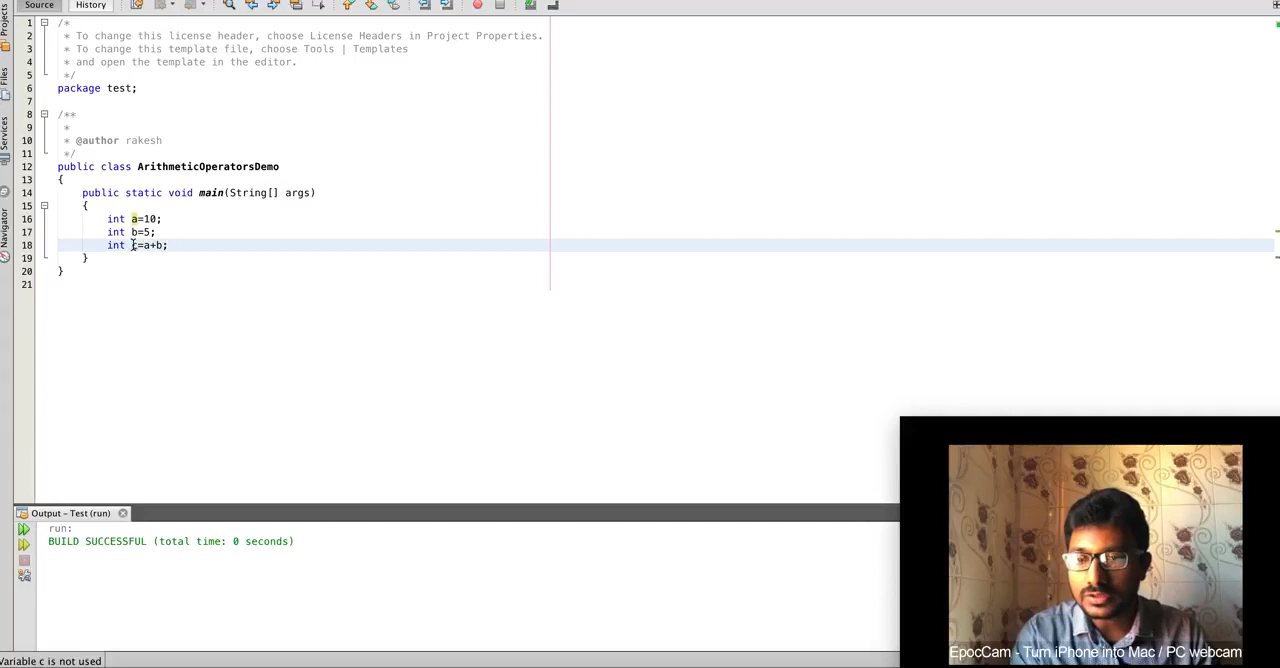 Source History
Projects
Files
Services
Navigator
1 /*
2 * To change this license header, choose License Headers in Project Properties.
3 * To change this template file, choose Tools | Templates
4 * and open the template in the editor.
5 */
6 package test;
7
8 /**
9 *
10 * @author rakesh
11 */
12 public class ArithmeticOperatorsDemo
13 {
14 public static void main(String[] args)
15 {
16 int a=10;
17 int b=5;
18 int c=a+b;
19 }
20 }
21
Output – Test (run)
run:
BUILD SUCCESSFUL (total time: 0 seconds)
Variable c is not used
EpocCam - Turn iPhone into Mac / PC webcam